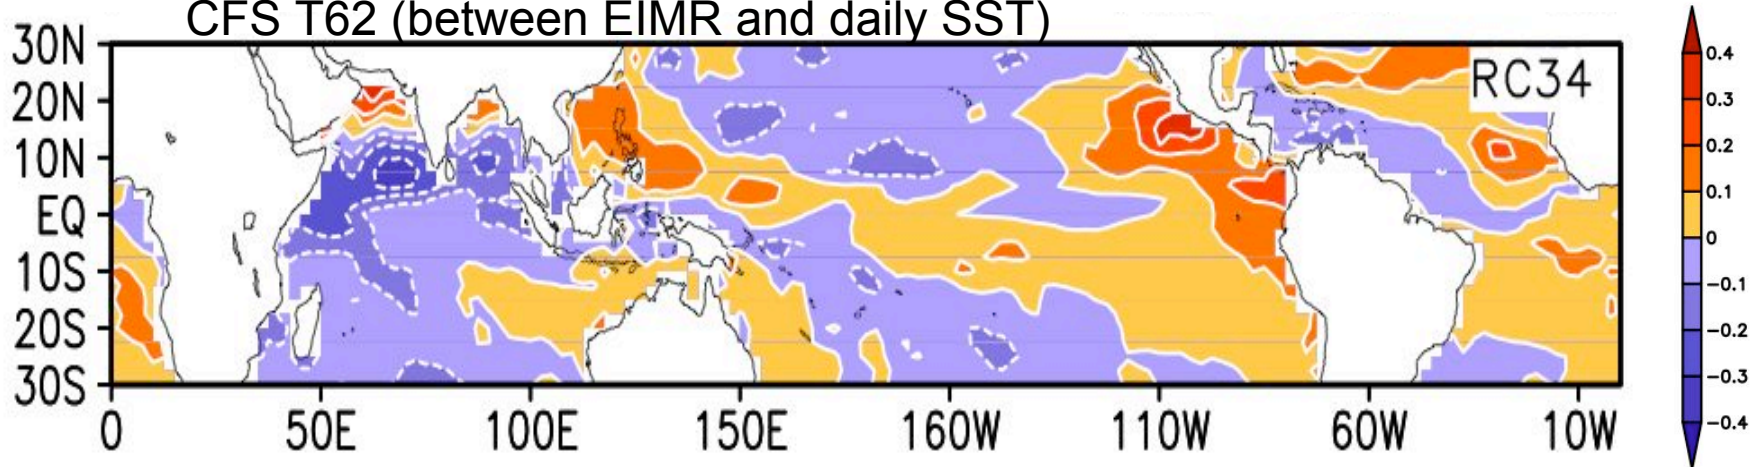 CFS T62 (between EIMR and daily SST)
30N
20N
10N
EQ
10S
20S
30S
RC34
0 50E 100E 150E 160W 110W 60W 10W
0.4
0.3
0.2
0.1
0
−0.1
−0.2
−0.3
−0.4